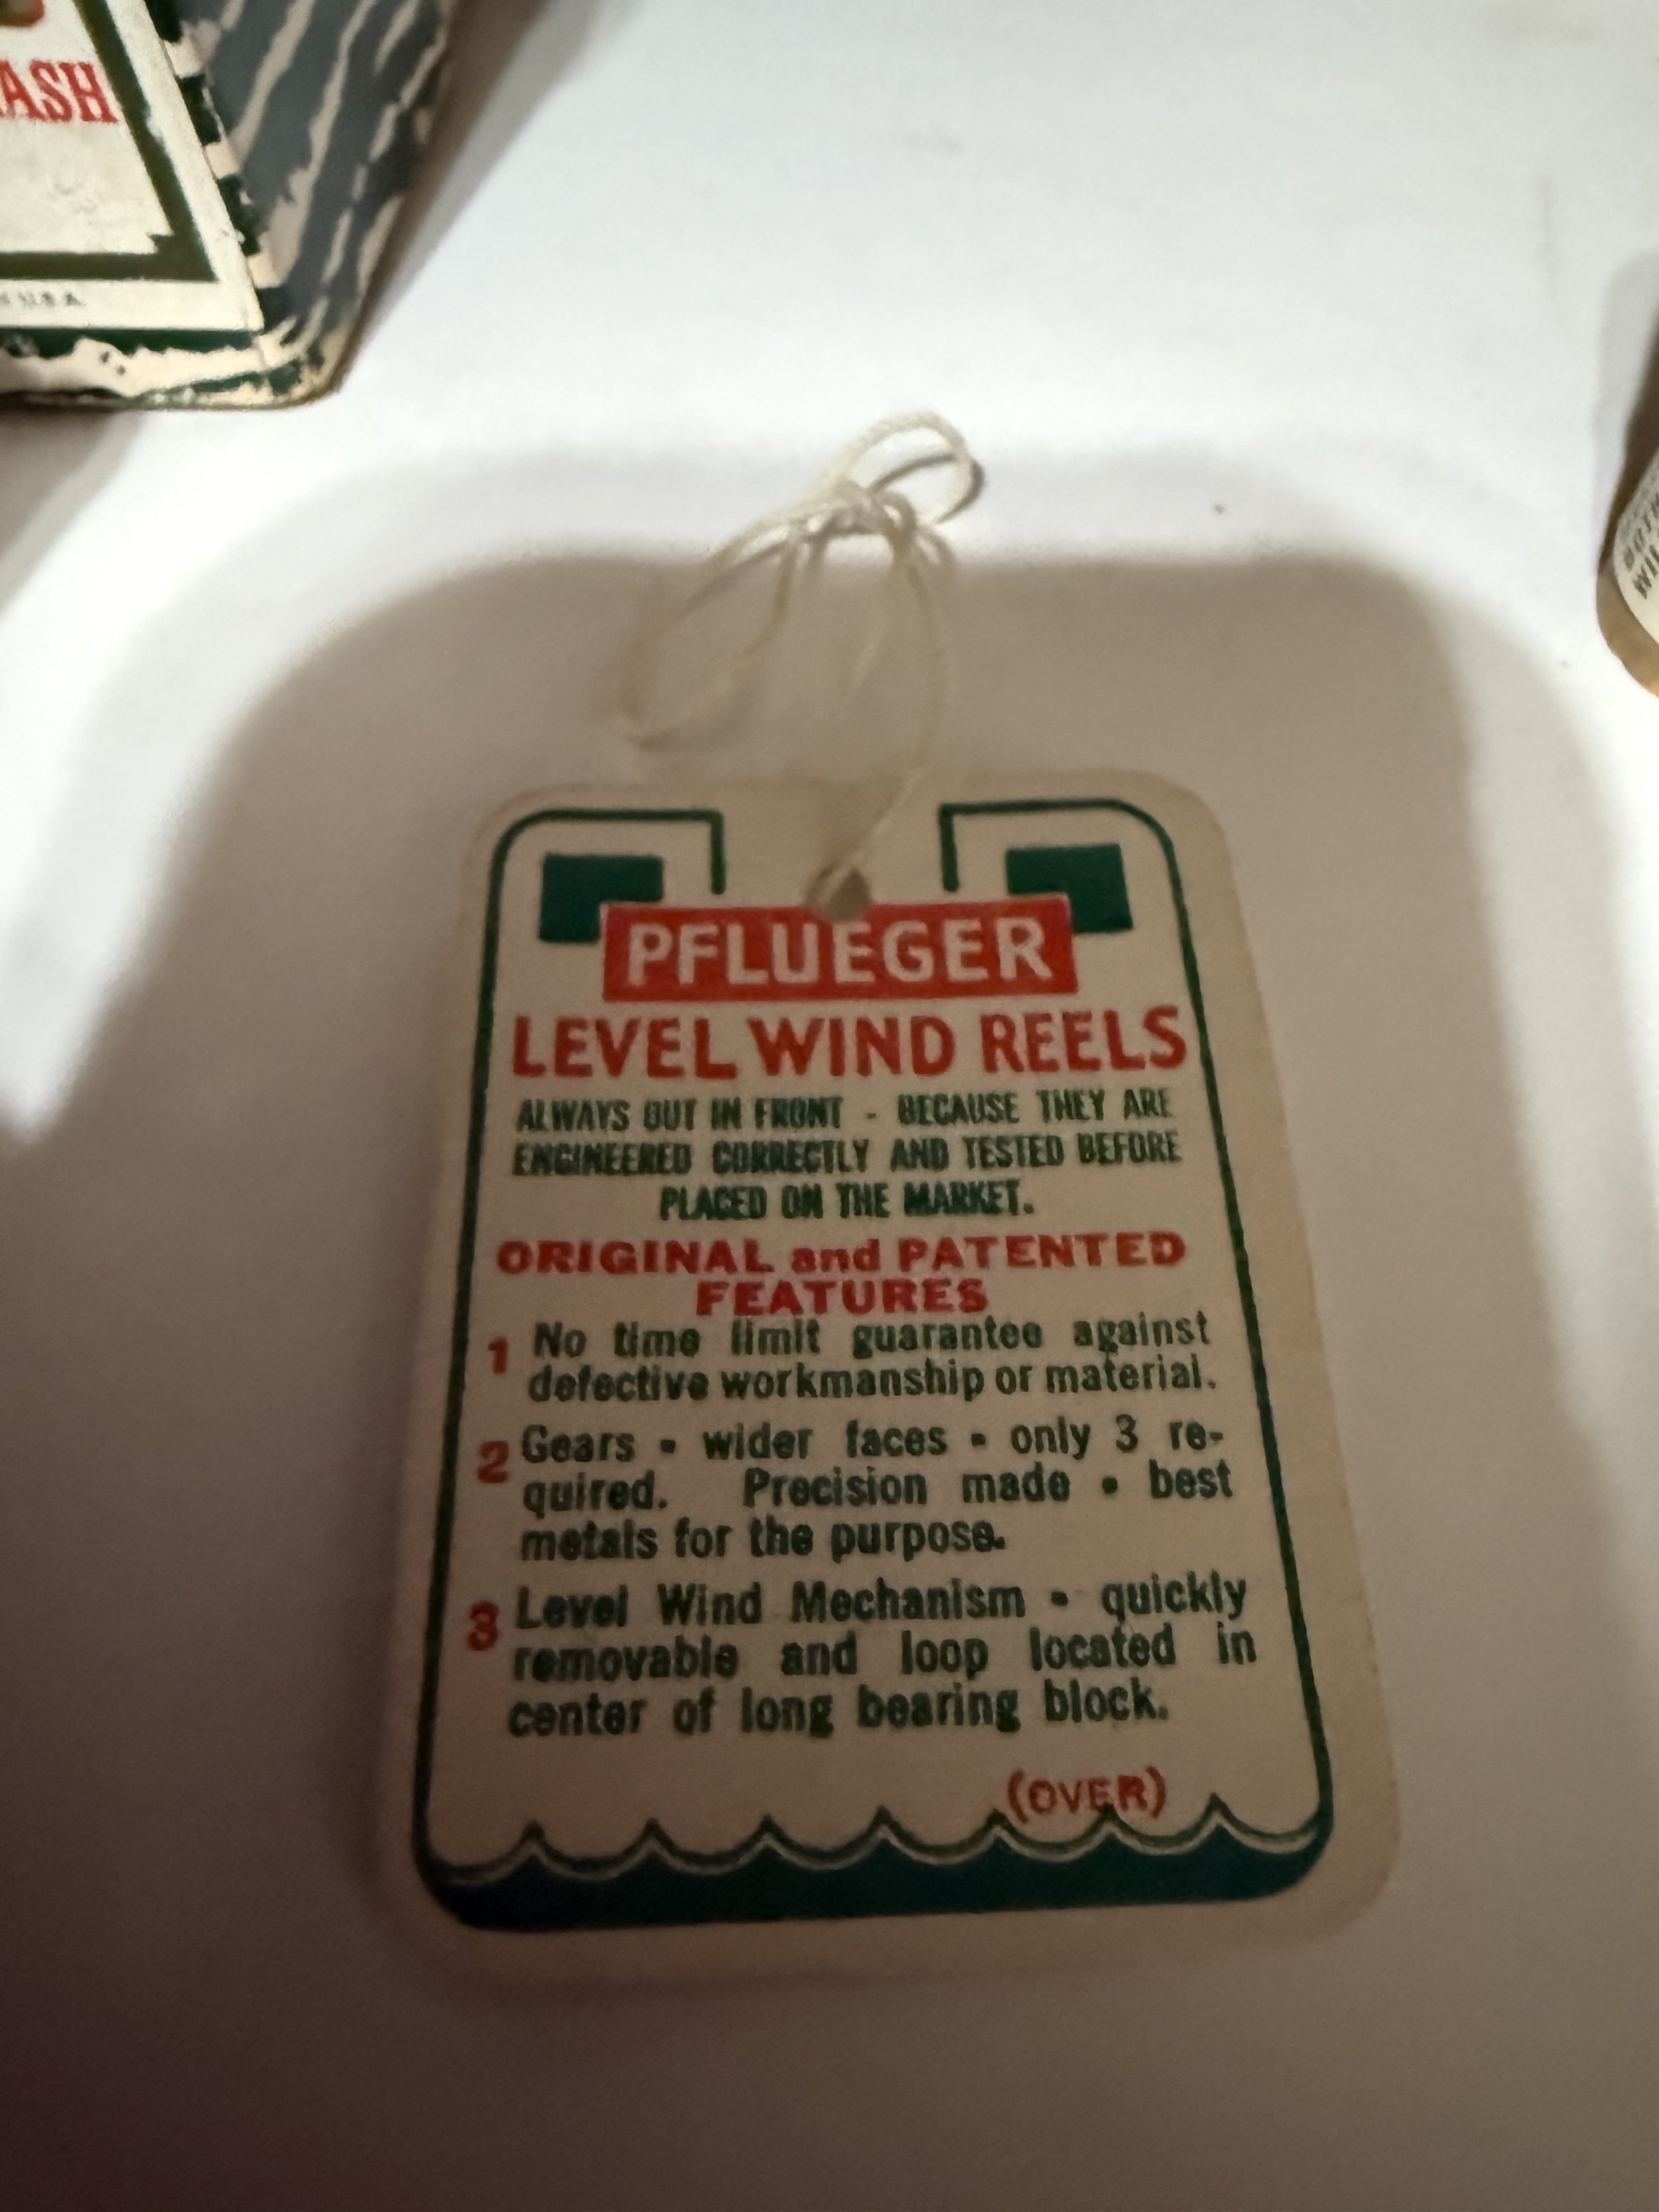 ASH
U.S.A.
PFLUEGER
LEVEL WIND REELS
ALWAYS OUT IN FRONT - BECAUSE THEY ARE
ENGINEERED CORRECTLY AND TESTED BEFORE
PLACED ON THE MARKET.
ORIGINAL and PATENTED
FEATURES
1 No time limit guarantee against
defective workmanship or material.
2 Gears - wider faces - only 3 re-
quired. Precision made - best
metals for the purpose.
3 Level Wind Mechanism - quickly
removable and loop located in
center of long bearing block.
(OVER)